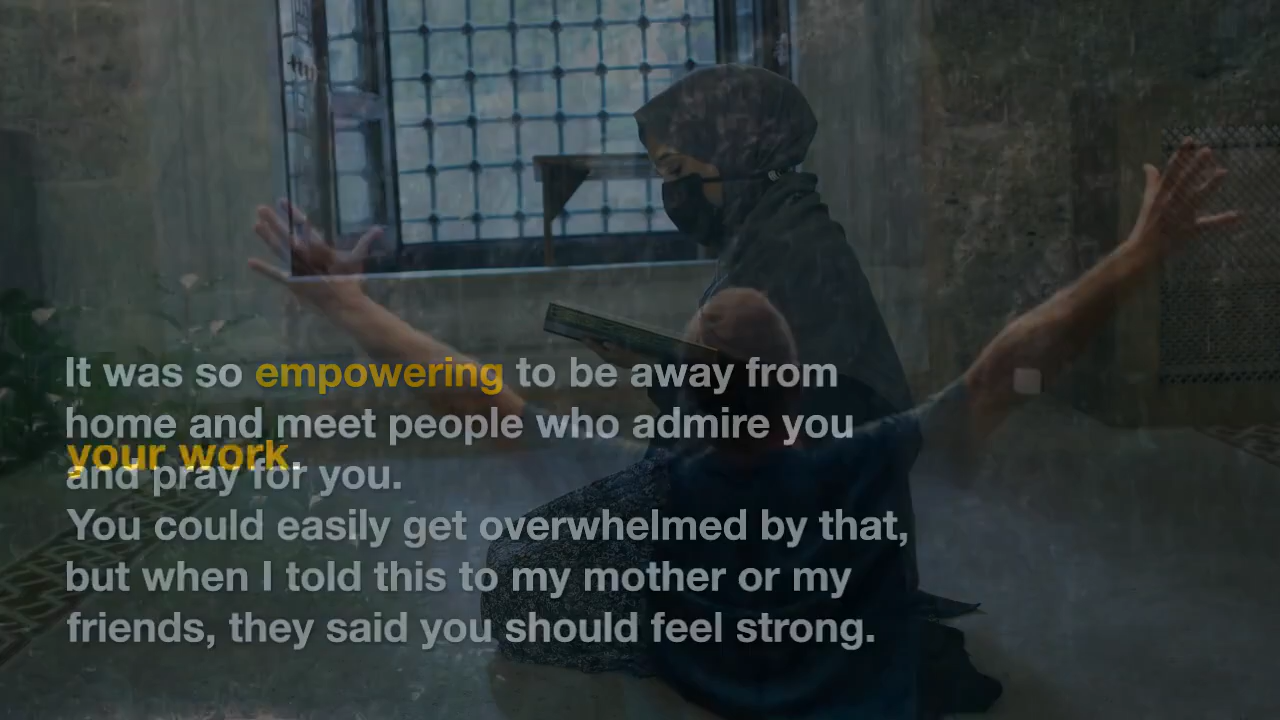 It was so empowering to be away from
home and meet people who admire you
your work.
and pray for you.
You could easily get overwhelmed by that,
but when I told this to my mother or my
friends, they said you should feel strong.